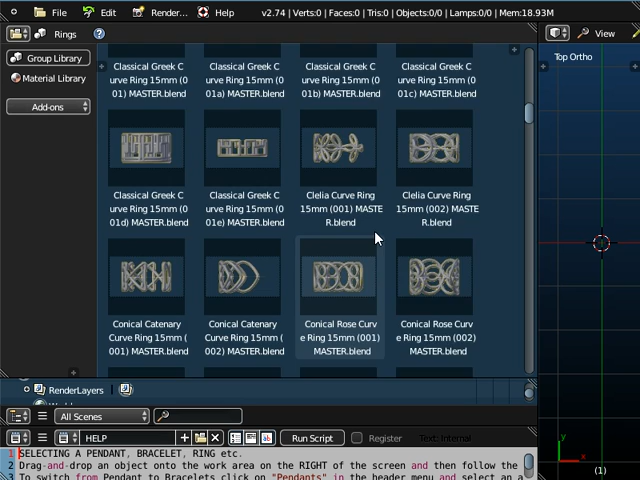 File Edit Render... Help v2.74 | Verts:0 | Faces:0 | Tris:0 | Objects:0/0 | Lamps:0/0 | Mem:18.93M
Rings View
Group Library
Material Library
Add-ons
Classical Greek C
urve Ring 15mm (0
01) MASTER.blend
Classical Greek C
urve Ring 15mm (0
01a) MASTER.blend
Classical Greek C
urve Ring 15mm (0
01b) MASTER.blend
Classical Greek C
urve Ring 15mm (0
01c) MASTER.blend
Classical Greek C
urve Ring 15mm (0
01d) MASTER.blend
Classical Greek C
urve Ring 15mm (0
01e) MASTER.blend
Clelia Curve Ring
15mm (001) MASTE
R.blend
Clelia Curve Ring
15mm (002) MASTE
R.blend
Conical Catenary
Curve Ring 15mm (
001) MASTER.blend
Conical Catenary
Curve Ring 15mm (
002) MASTER.blend
Conical Rose Curv
e Ring 15mm (001)
MASTER.blend
Conical Rose Curv
e Ring 15mm (002)
MASTER.blend
Top Ortho
y
x
(1)
RenderLayers
All Scenes
HELP Run Script Register Text: Internal
1 SELECTING A PENDANT, BRACELET, RING etc.
2 Drag-and-drop an object onto the work area on the RIGHT of the screen and then follow the
3 To switch from Pendant to Bracelets click on "Pendants" in the header menu and select an a